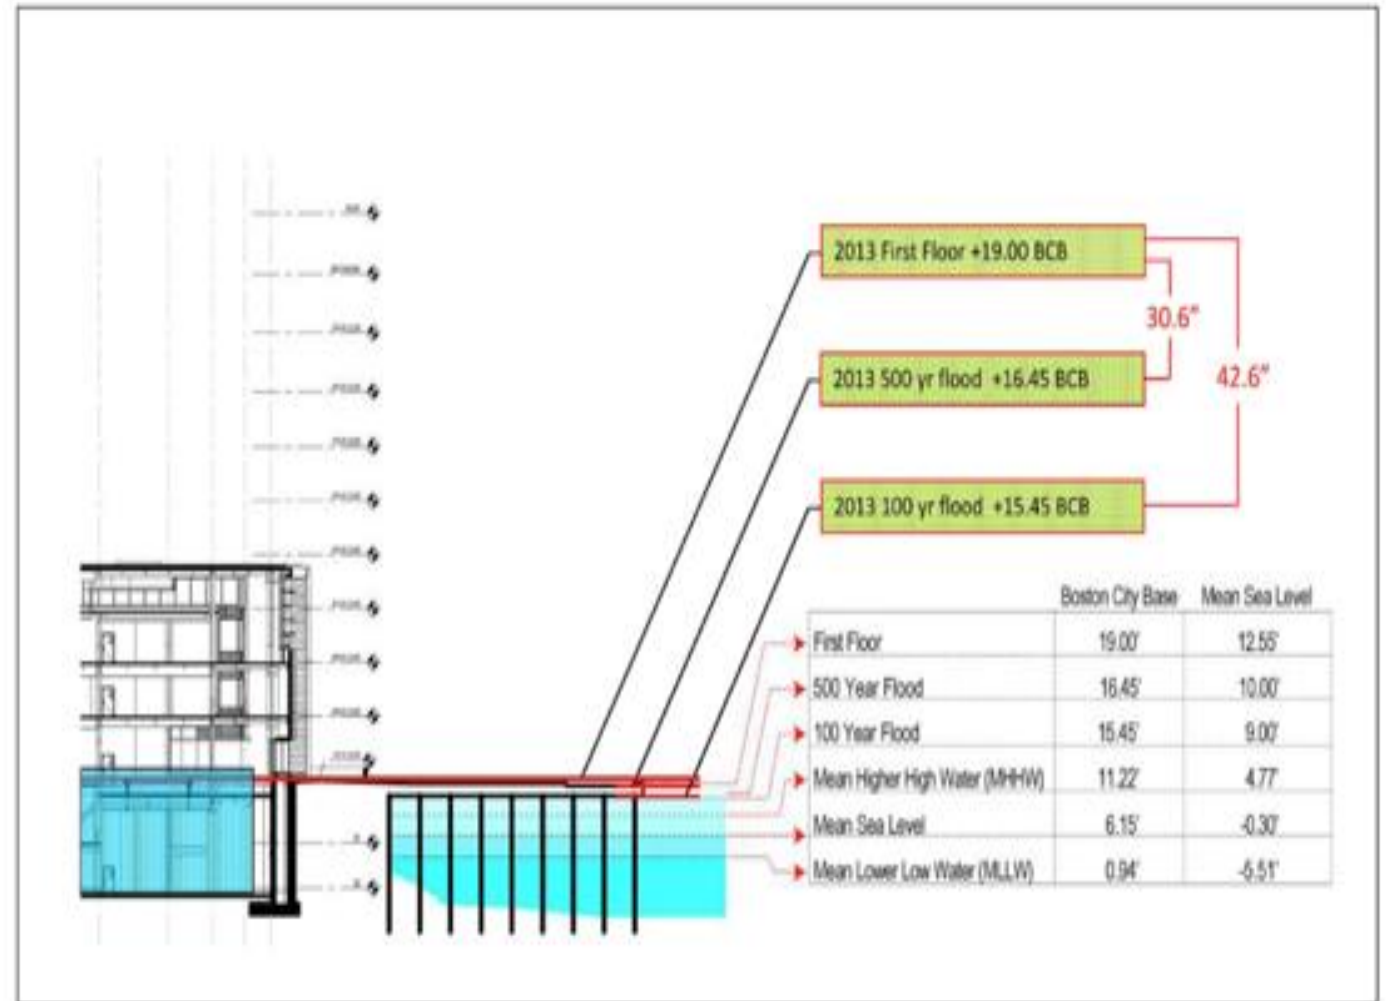 2013 First Floor +19.00 BCB
30.6"
2013 500 yr flood +16.45 BCB
42.6"
2013 100 yr flood +15.45 BCB
Boston City Base Mean Sea Level
First Floor 19.00' 12.55'
500 Year Flood 16.45' 10.00'
100 Year Flood 15.45' 9.00'
Mean Higher High Water (MHHW) 11.22' 4.77'
Mean Sea Level 6.15' -0.30'
Mean Lower Low Water (MLLW) 0.94' -5.51'